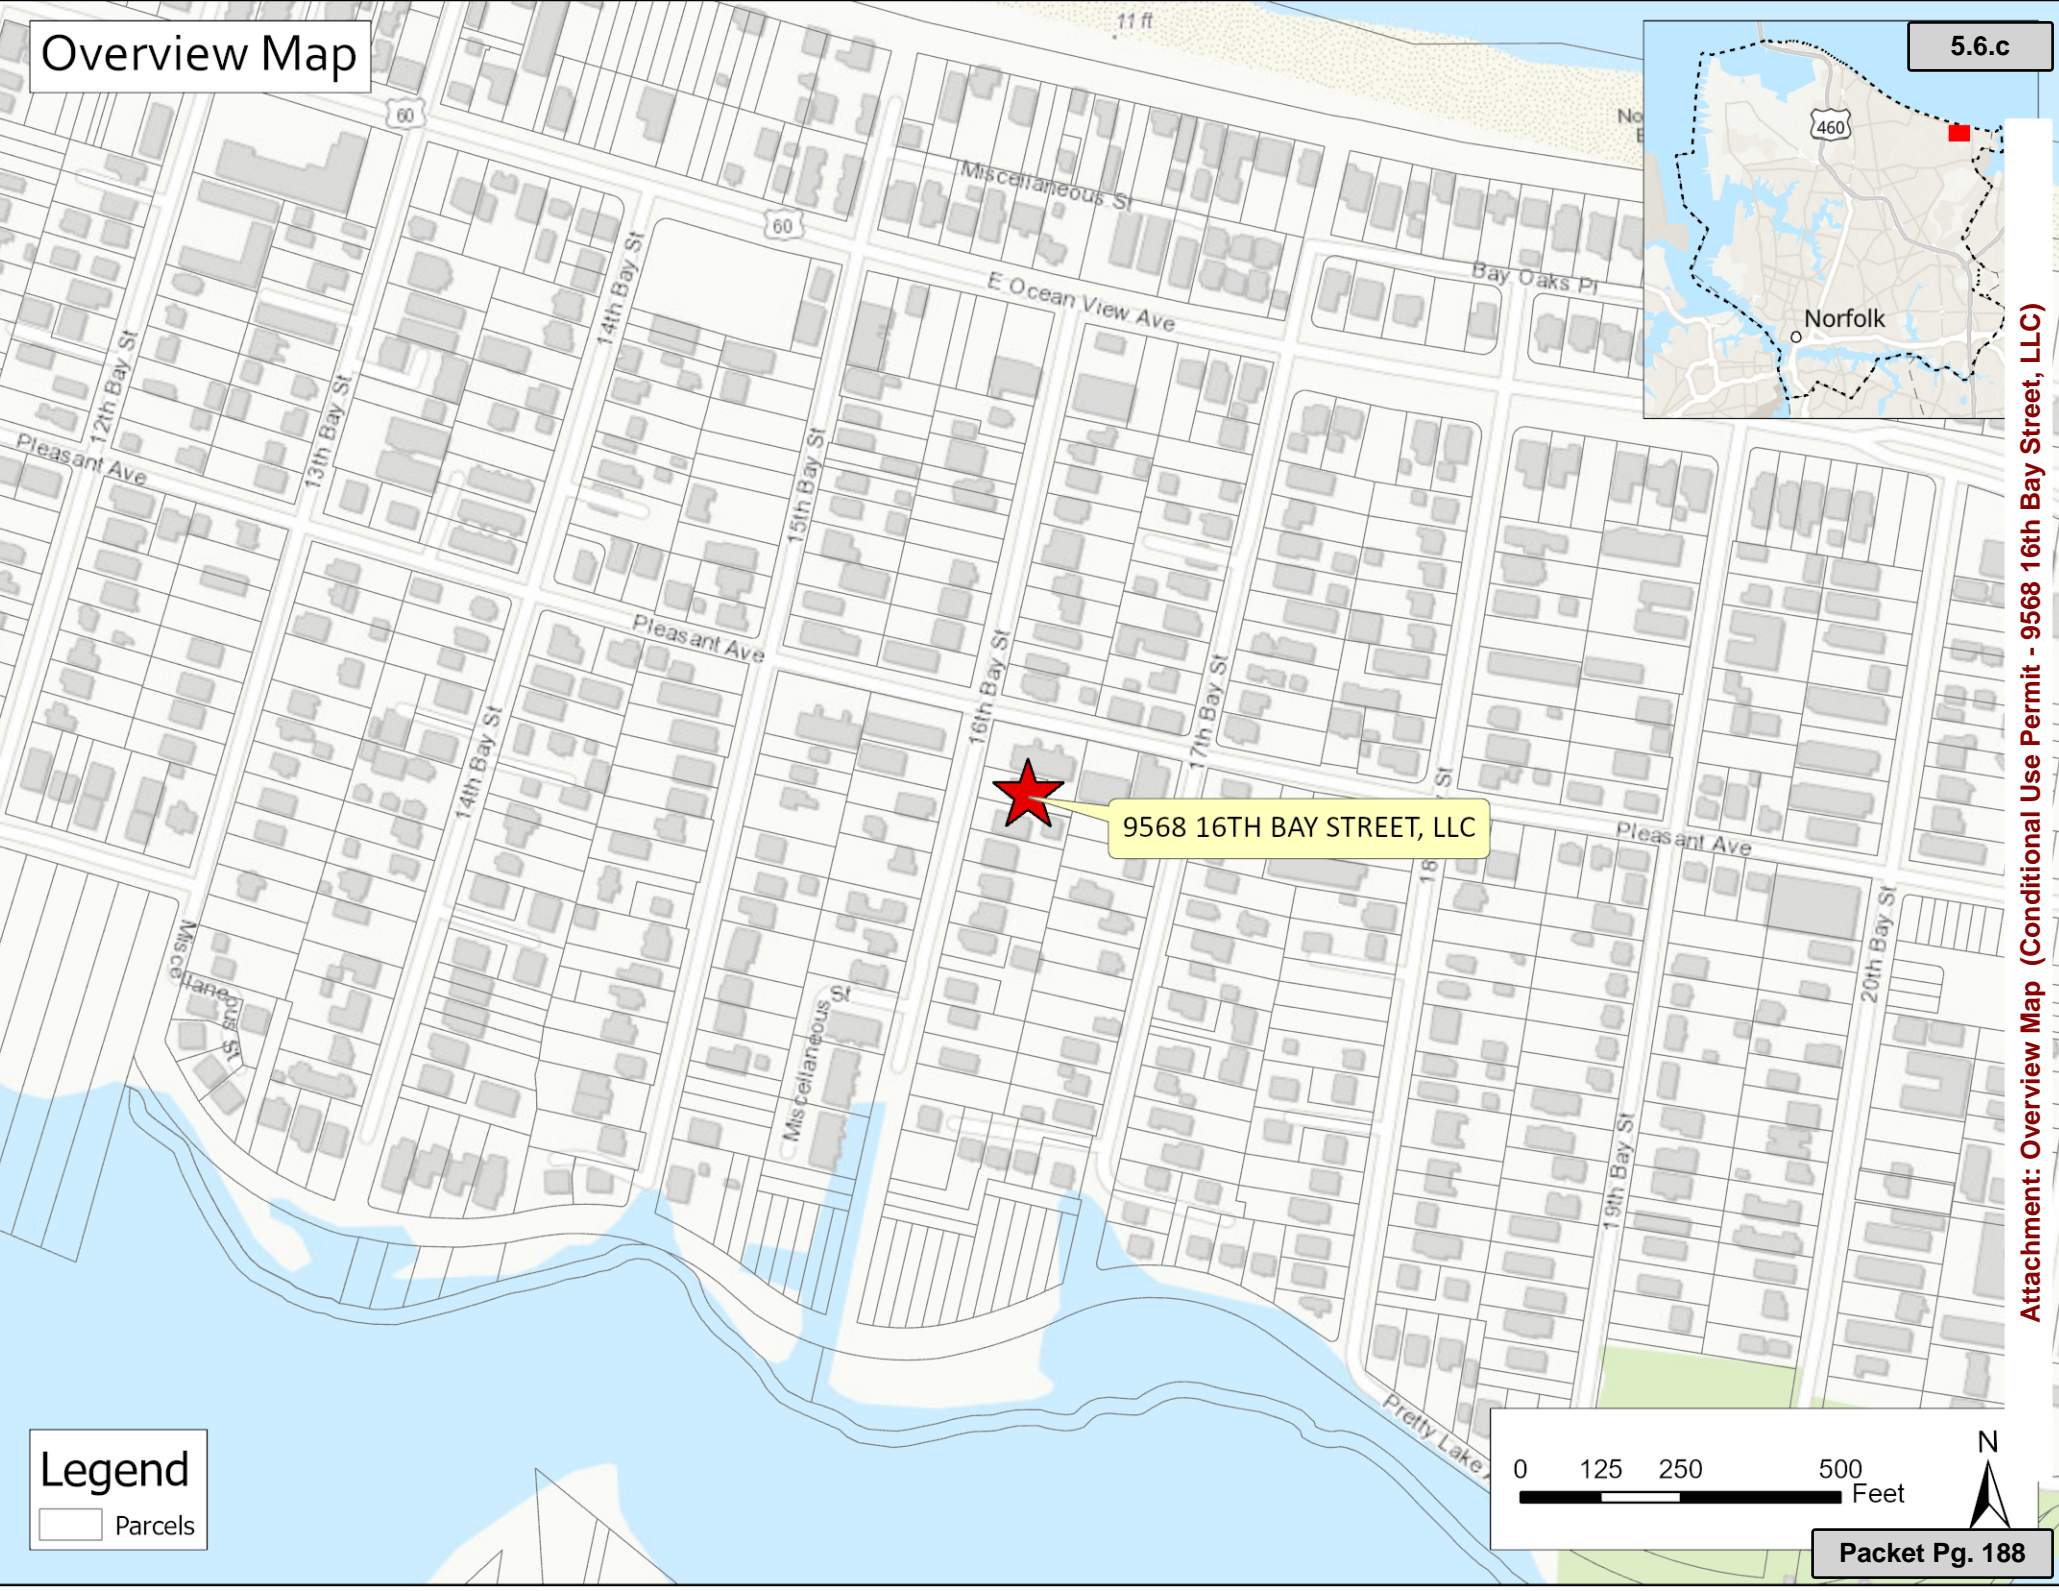 Overview Map
5.6.c
11 ft
No
E
460
Norfolk
60
60
Miscellaneous St
Bay Oaks Pl
E Ocean View Ave
14th Bay St
12th Bay St
13th Bay St
15th Bay St
Pleasant Ave
Pleasant Ave
16th Bay St
17th Bay St
14th Bay St
9568 16TH BAY STREET, LLC
18
St
Pleasant Ave
20th Bay St
Miscellaneous St
Miscellaneous St
19th Bay St
Pretty Lake A
Attachment: Overview Map (Conditional Use Permit - 9568 16th Bay Street, LLC)
Legend
Parcels
0 125 250 500
Feet
N
Packet Pg. 188